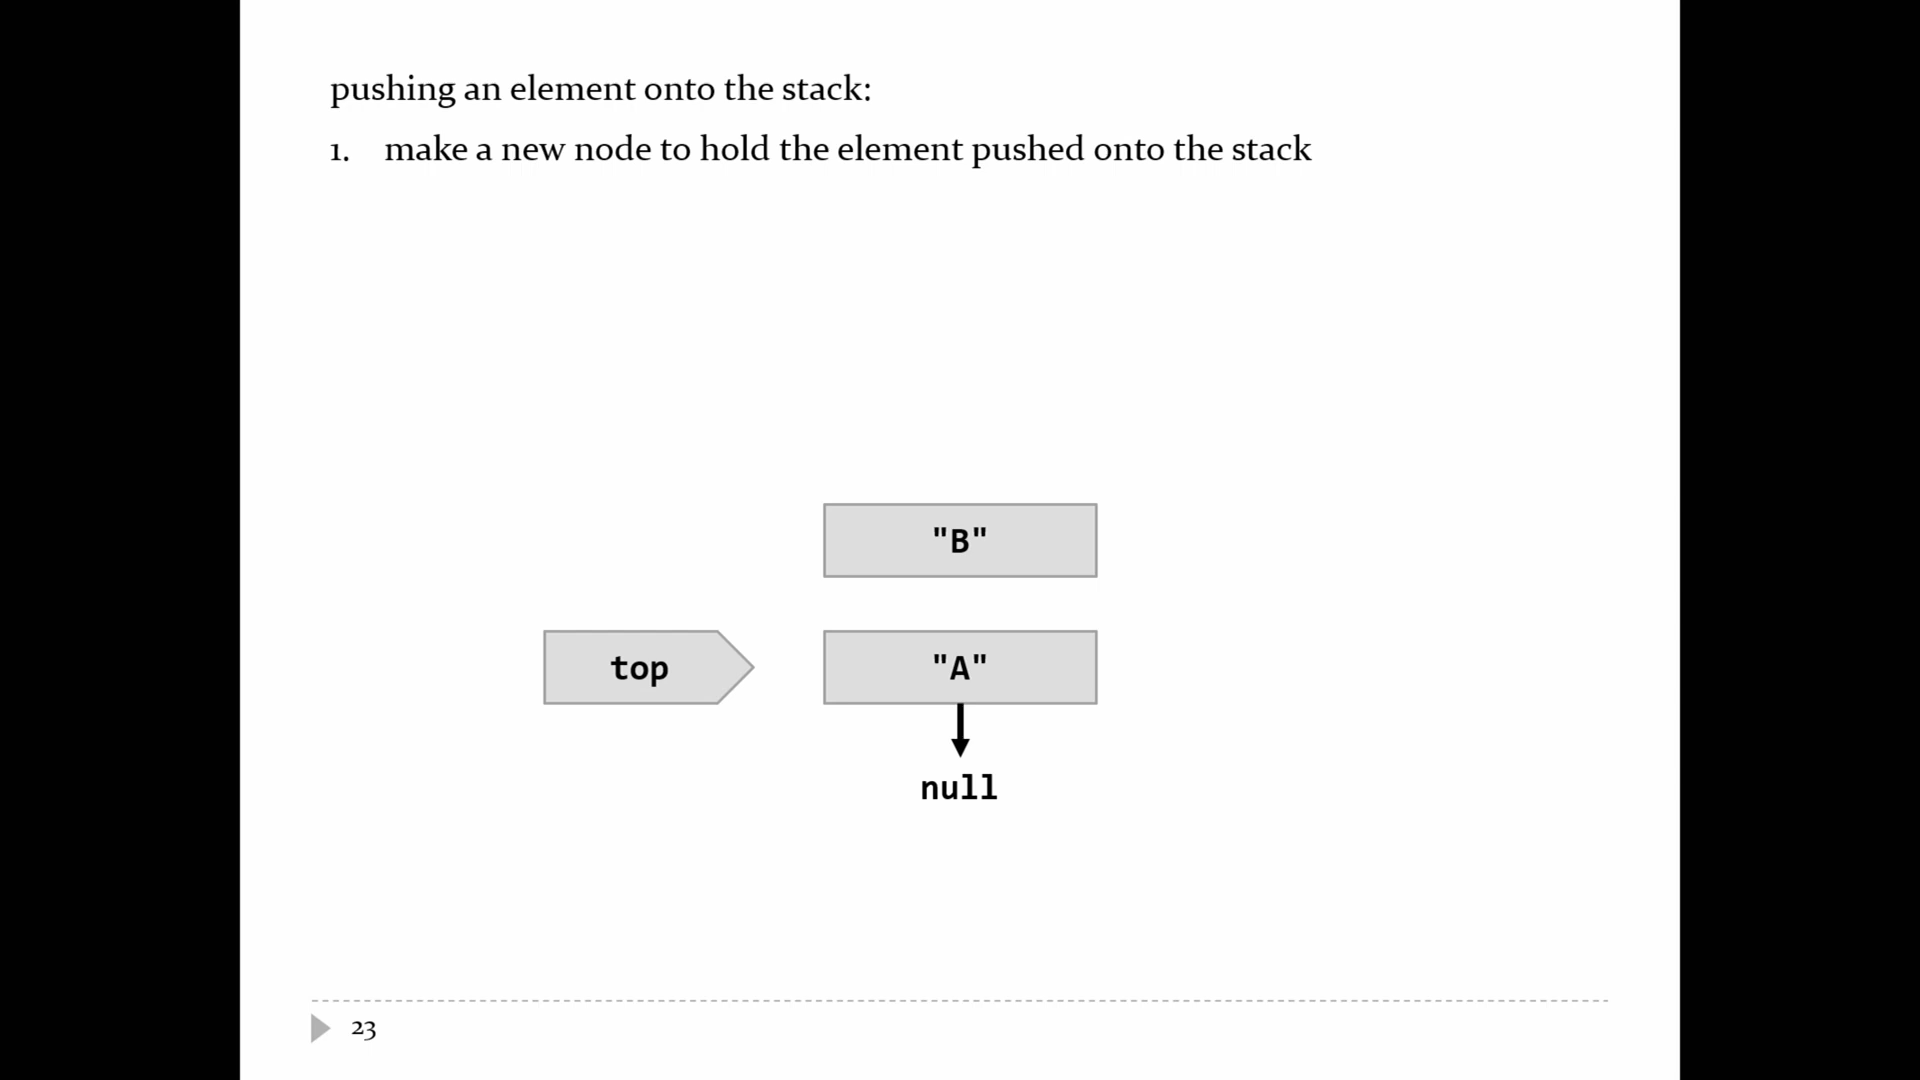 pushing an element onto the stack:
1. make a new node to hold the element pushed onto the stack
"B"
top
"A"
null
23